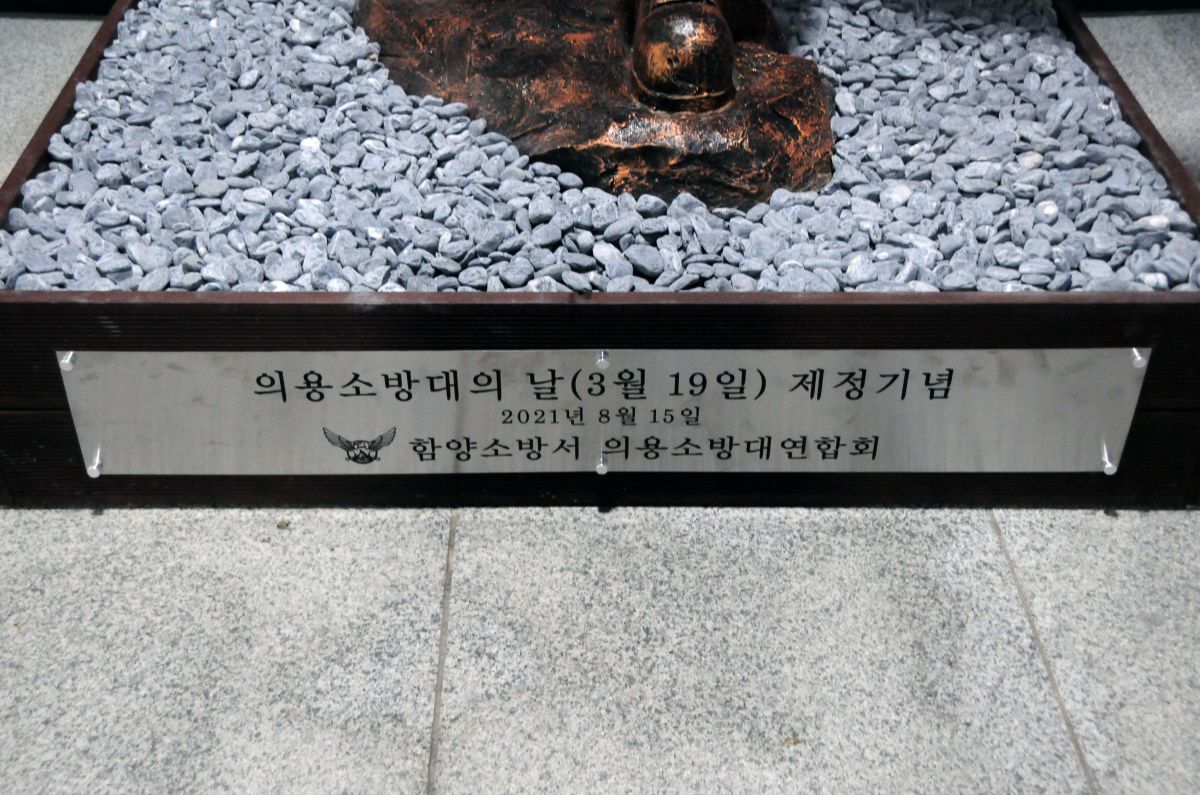 의용소방대의 날(3월 19일) 제정기념
2021년 8월 15일
함양소방서 의용소방대연합회